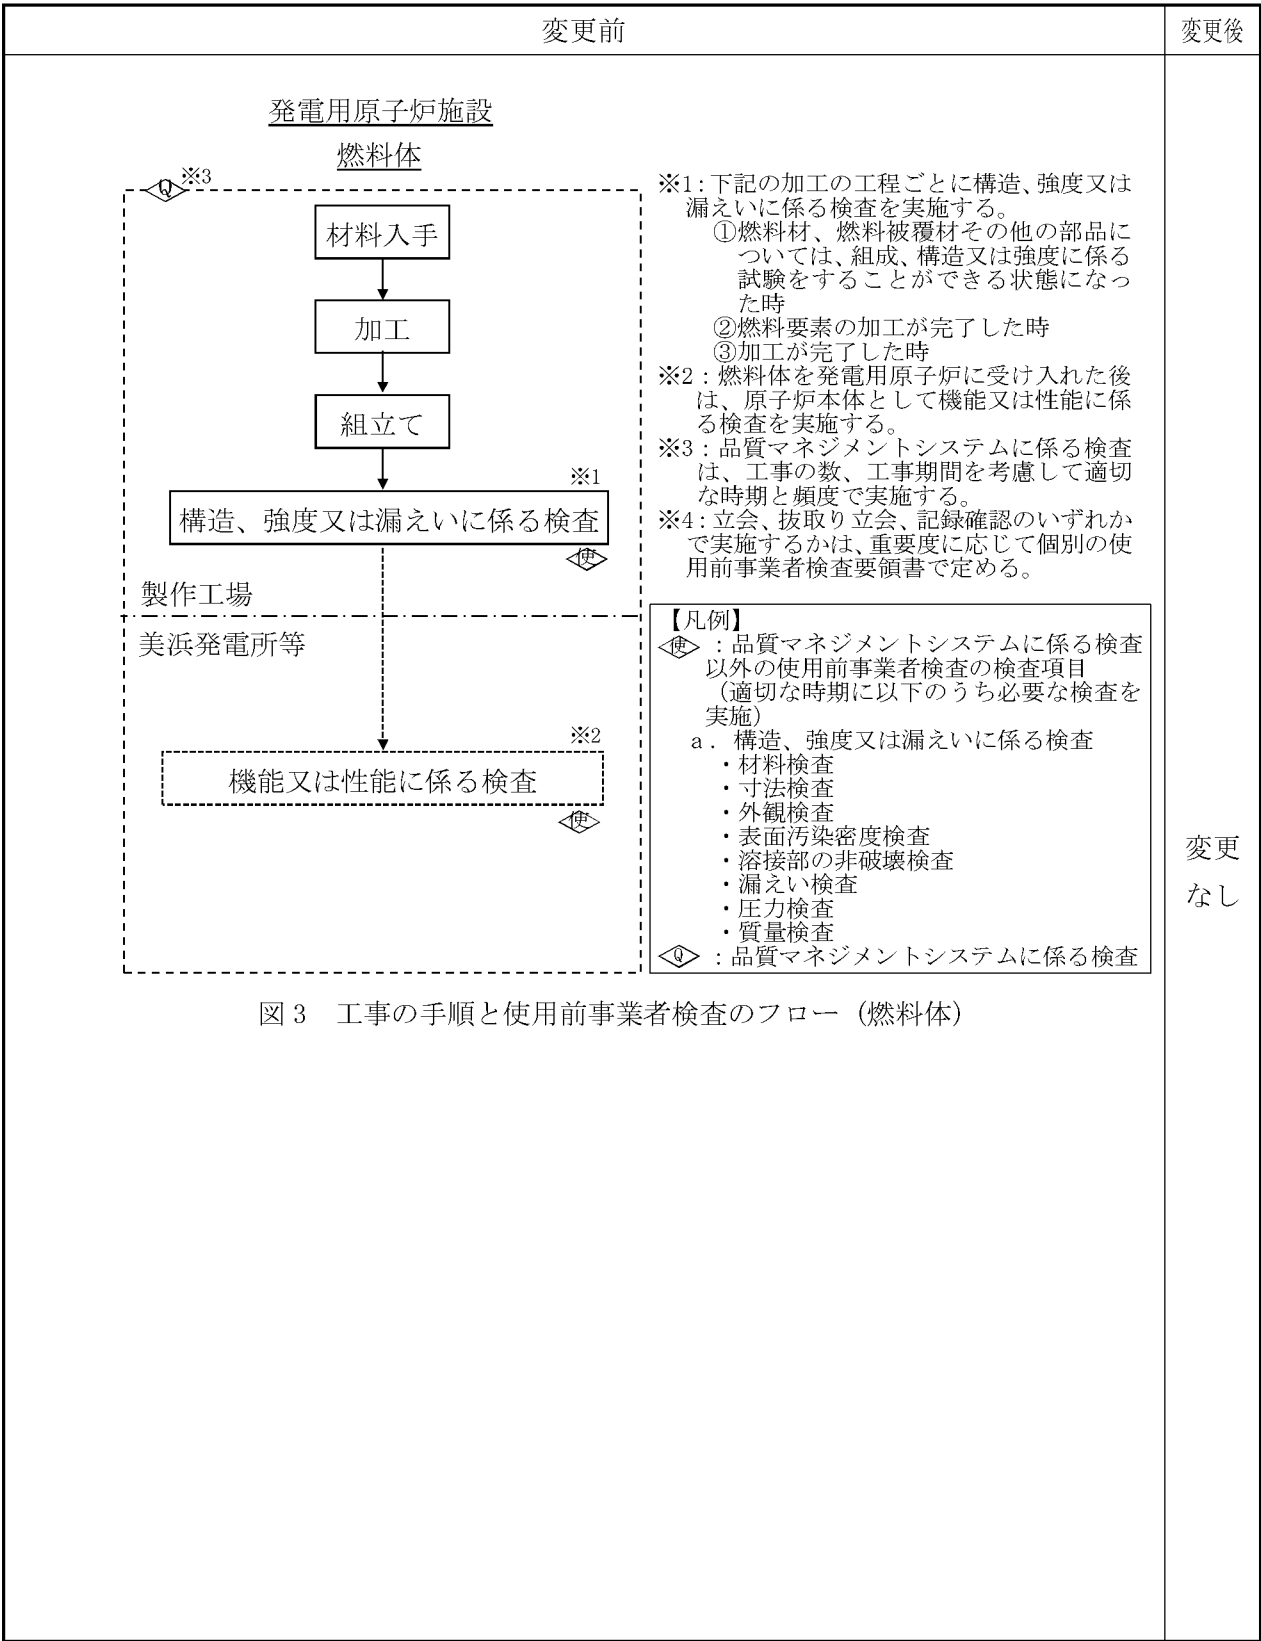 変更前
変更後
発電用原子炉施設
燃料体
Q ※3
材料入手
加工
組立て
※1
構造、強度又は漏えいに係る検査
使
製作工場
美浜発電所等
※2
機能又は性能に係る検査
使
※1:下記の加工の工程ごとに構造、強度又は
漏えいに係る検査を実施する。
①燃料材、燃料被覆材その他の部品に
ついては、組成、構造又は強度に係る
試験をすることができる状態になっ
た時
②燃料要素の加工が完了した時
③加工が完了した時
※2:燃料体を発電用原子炉に受け入れた後
は、原子炉本体として機能又は性能に係
る検査を実施する。
※3:品質マネジメントシステムに係る検査
は、工事の数、工事期間を考慮して適切
な時期と頻度で実施する。
※4:立会、抜取り立会、記録確認のいずれか
で実施するかは、重要度に応じて個別の使
用前事業者検査要領書で定める。
【凡例】
使:品質マネジメントシステムに係る検査
以外の使用前事業者検査の検査項目
(適切な時期に以下のうち必要な検査を
実施)
a.構造、強度又は漏えいに係る検査
・材料検査
・寸法検査
・外観検査
・表面汚染密度検査
・溶接部の非破壊検査
・漏えい検査
・圧力検査
・質量検査
Q:品質マネジメントシステムに係る検査
図3 工事の手順と使用前事業者検査のフロー(燃料体)
変更
なし